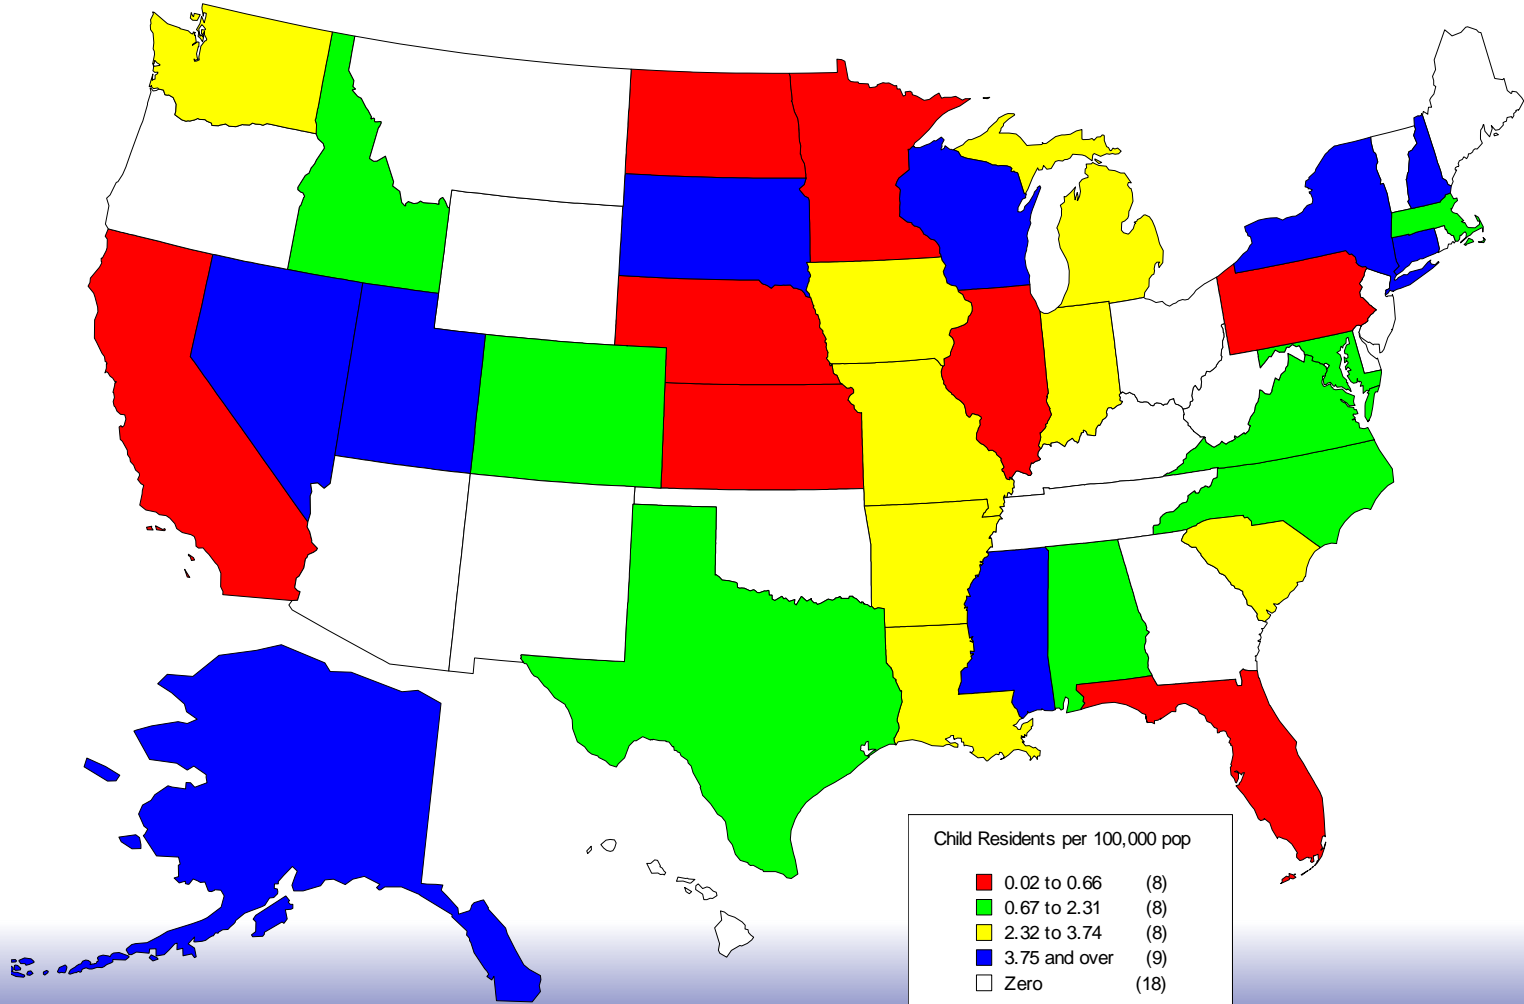 Child Residents per 100,000 pop
0.02 to 0.66 (8)
0.67 to 2.31 (8)
2.32 to 3.74 (8)
3.75 and over (9)
Zero (18)